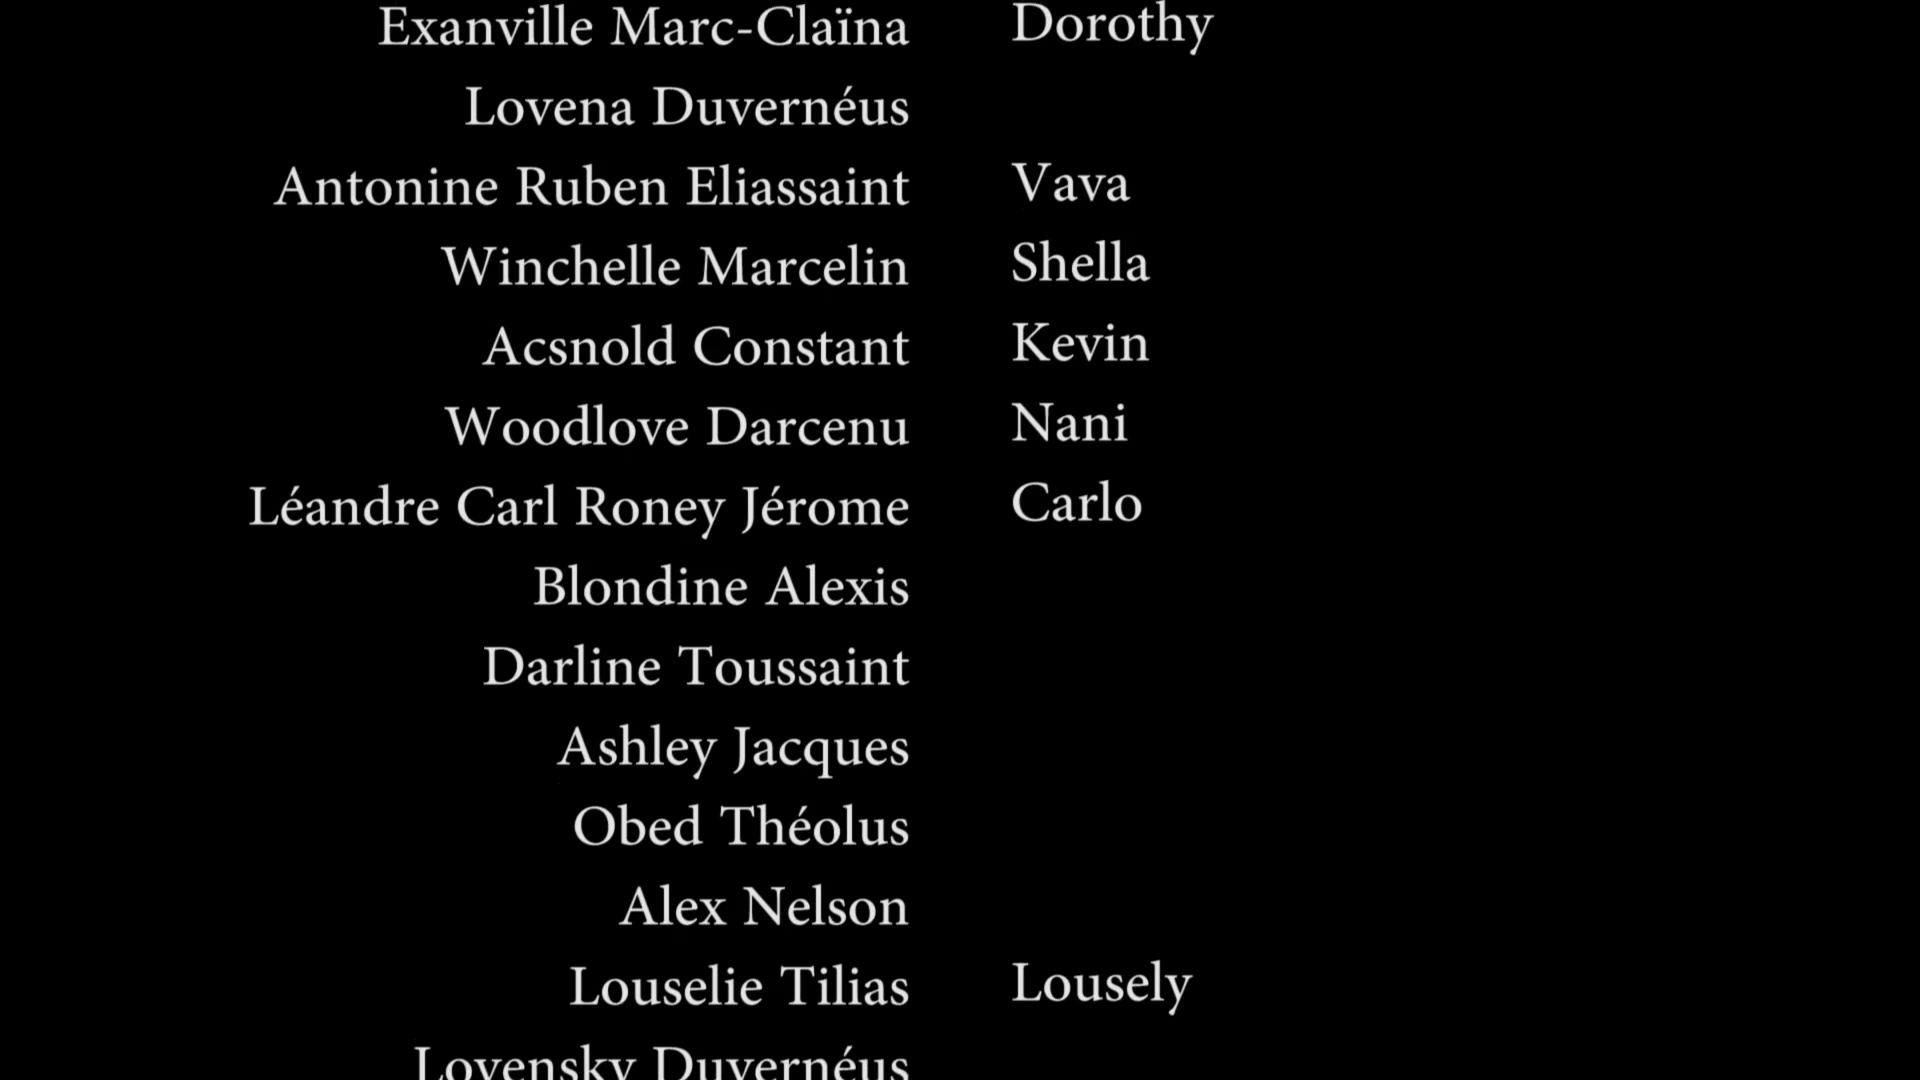 Exanville Marc-Claïna Dorothy
Lovena Duvernéus
Antonine Ruben Eliassaint Vava
Winchelle Marcelin Shella
Acsnold Constant Kevin
Woodlove Darcenu Nani
Léandre Carl Roney Jérome Carlo
Blondine Alexis
Darline Toussaint
Ashley Jacques
Obed Théolus
Alex Nelson
Louselie Tilias Lousely
Lovensky Duvernéus